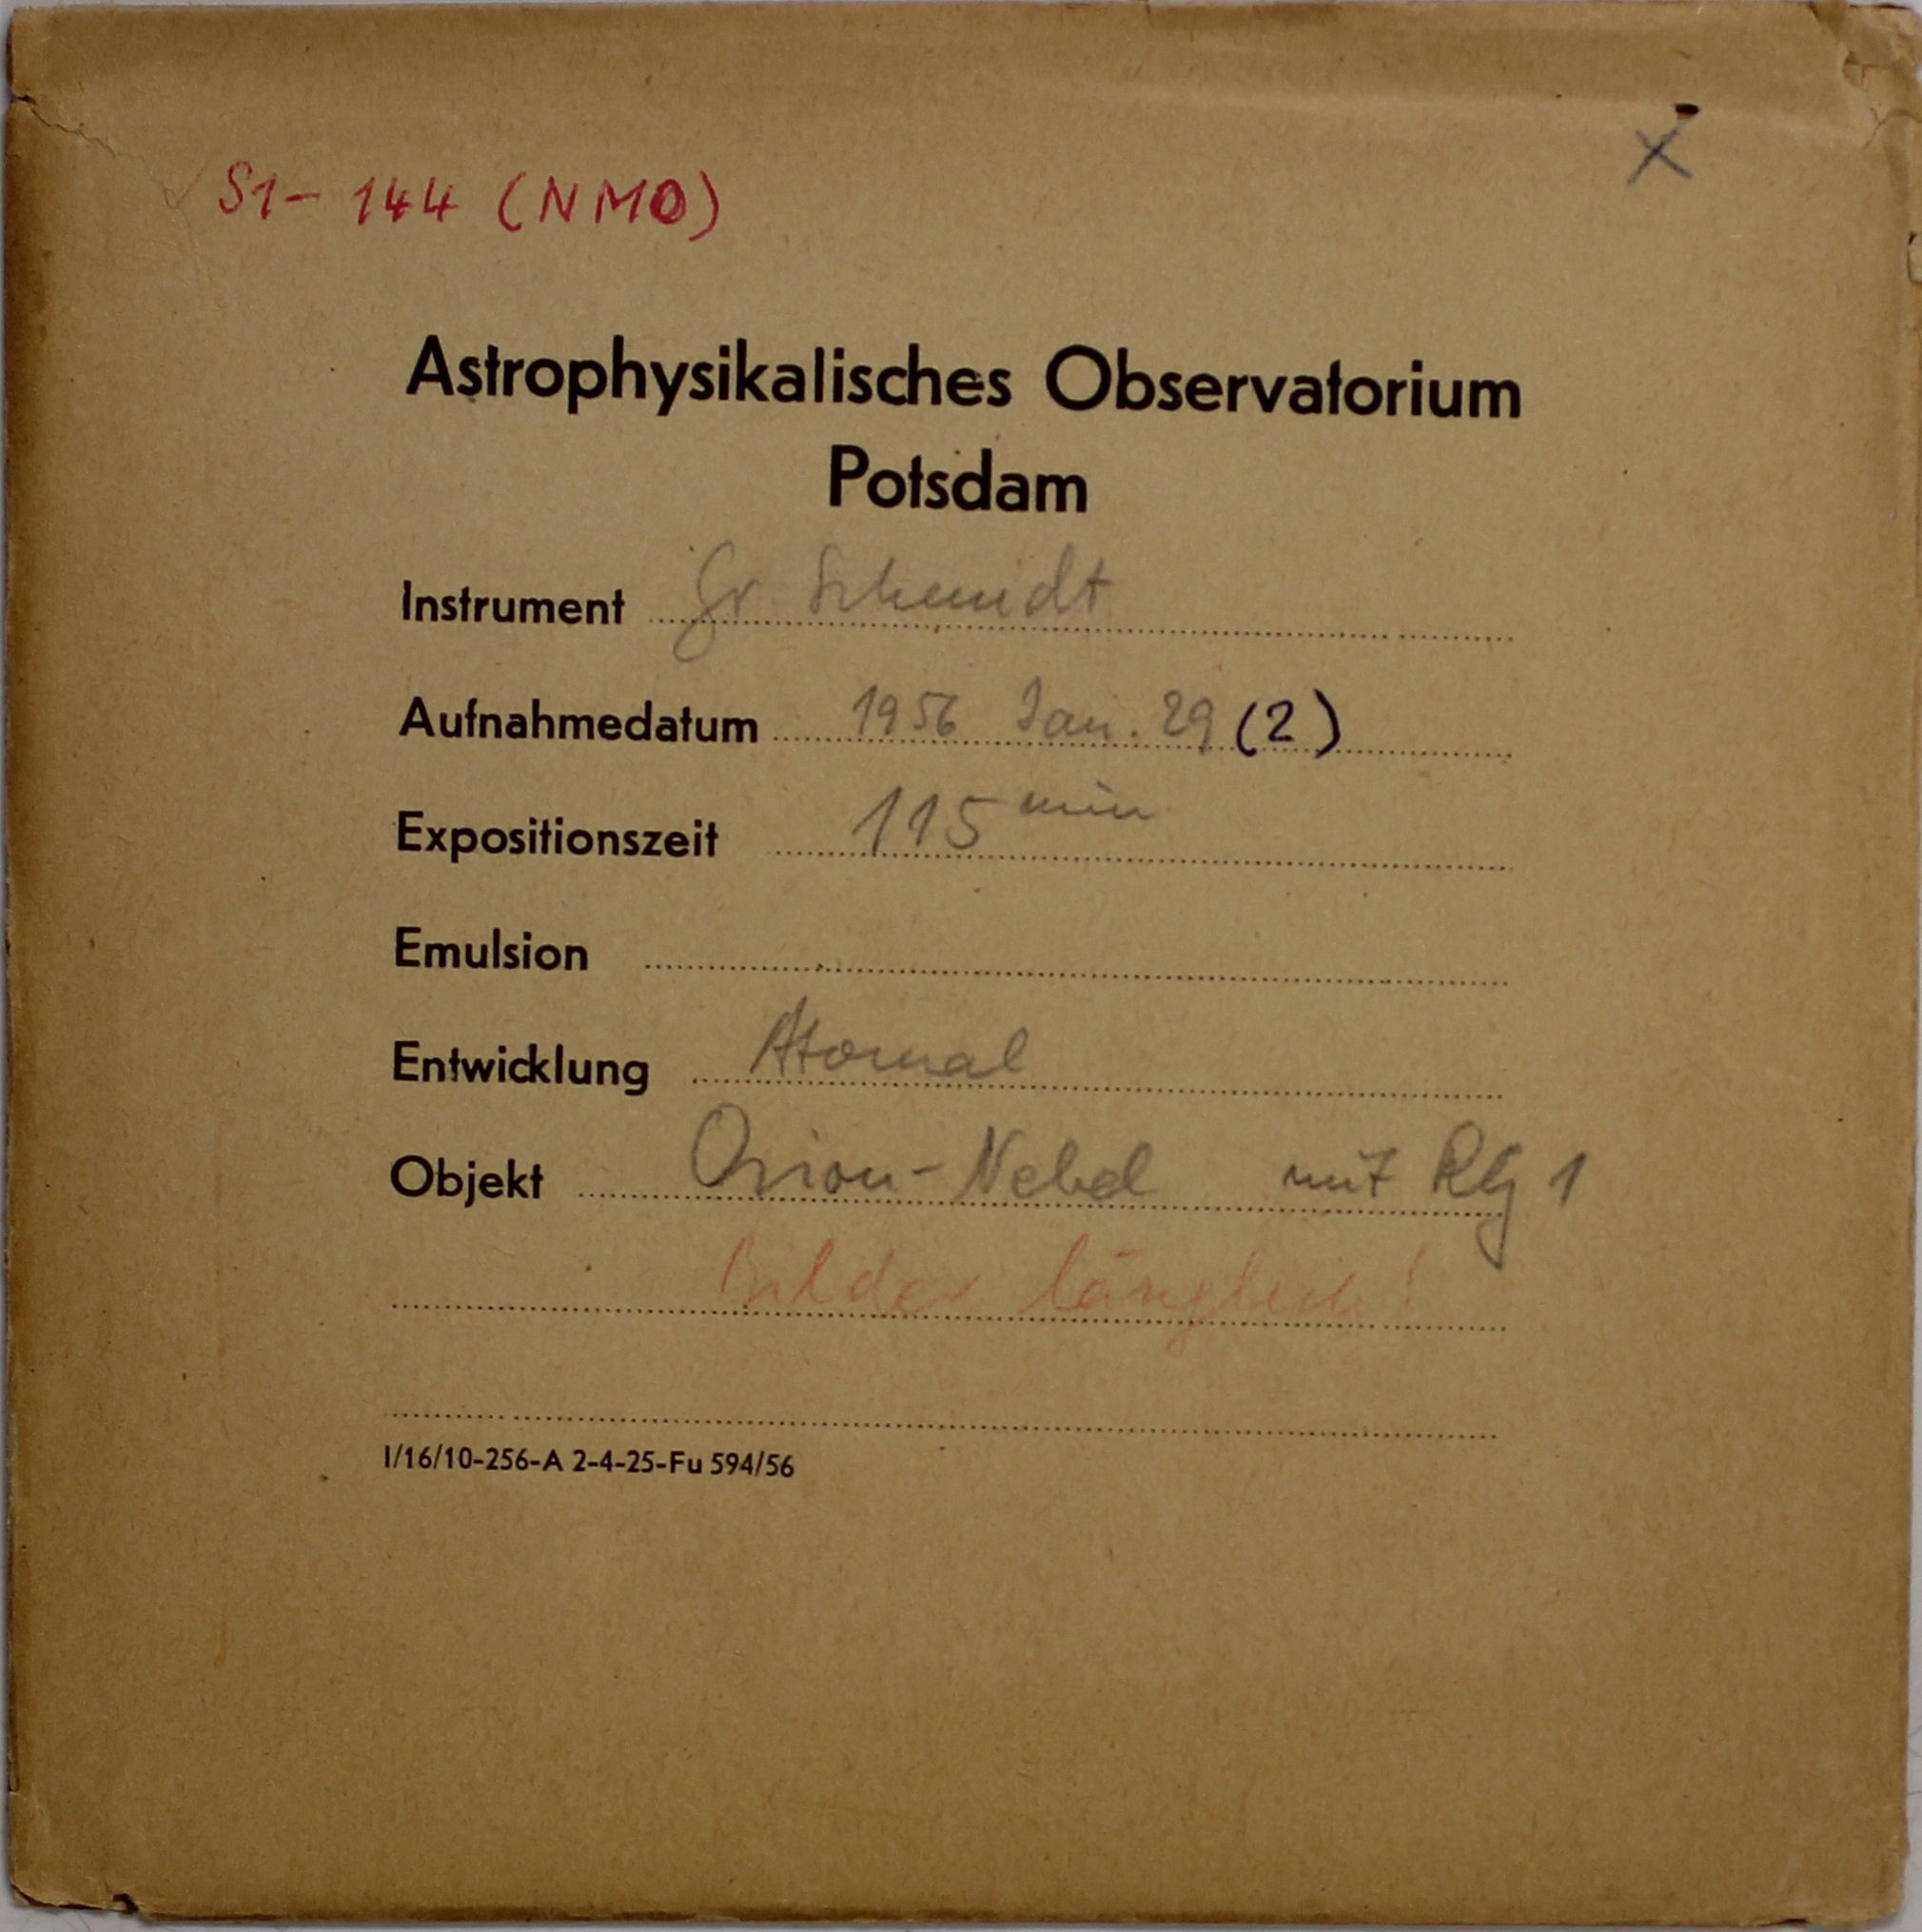 S1- 144 (NMO)
X
Astrophysikalisches Observatorium
Potsdam
Instrument Gr Schmidt
Aufnahmedatum 1956 Jan. 29 (2)
Expositionszeit 115 min
Emulsion
Entwicklung Atomal
Objekt Orion-Nebel mit RG 1
Bilder länglich!
I/16/10-256-A 2-4-25-Fu 594/56